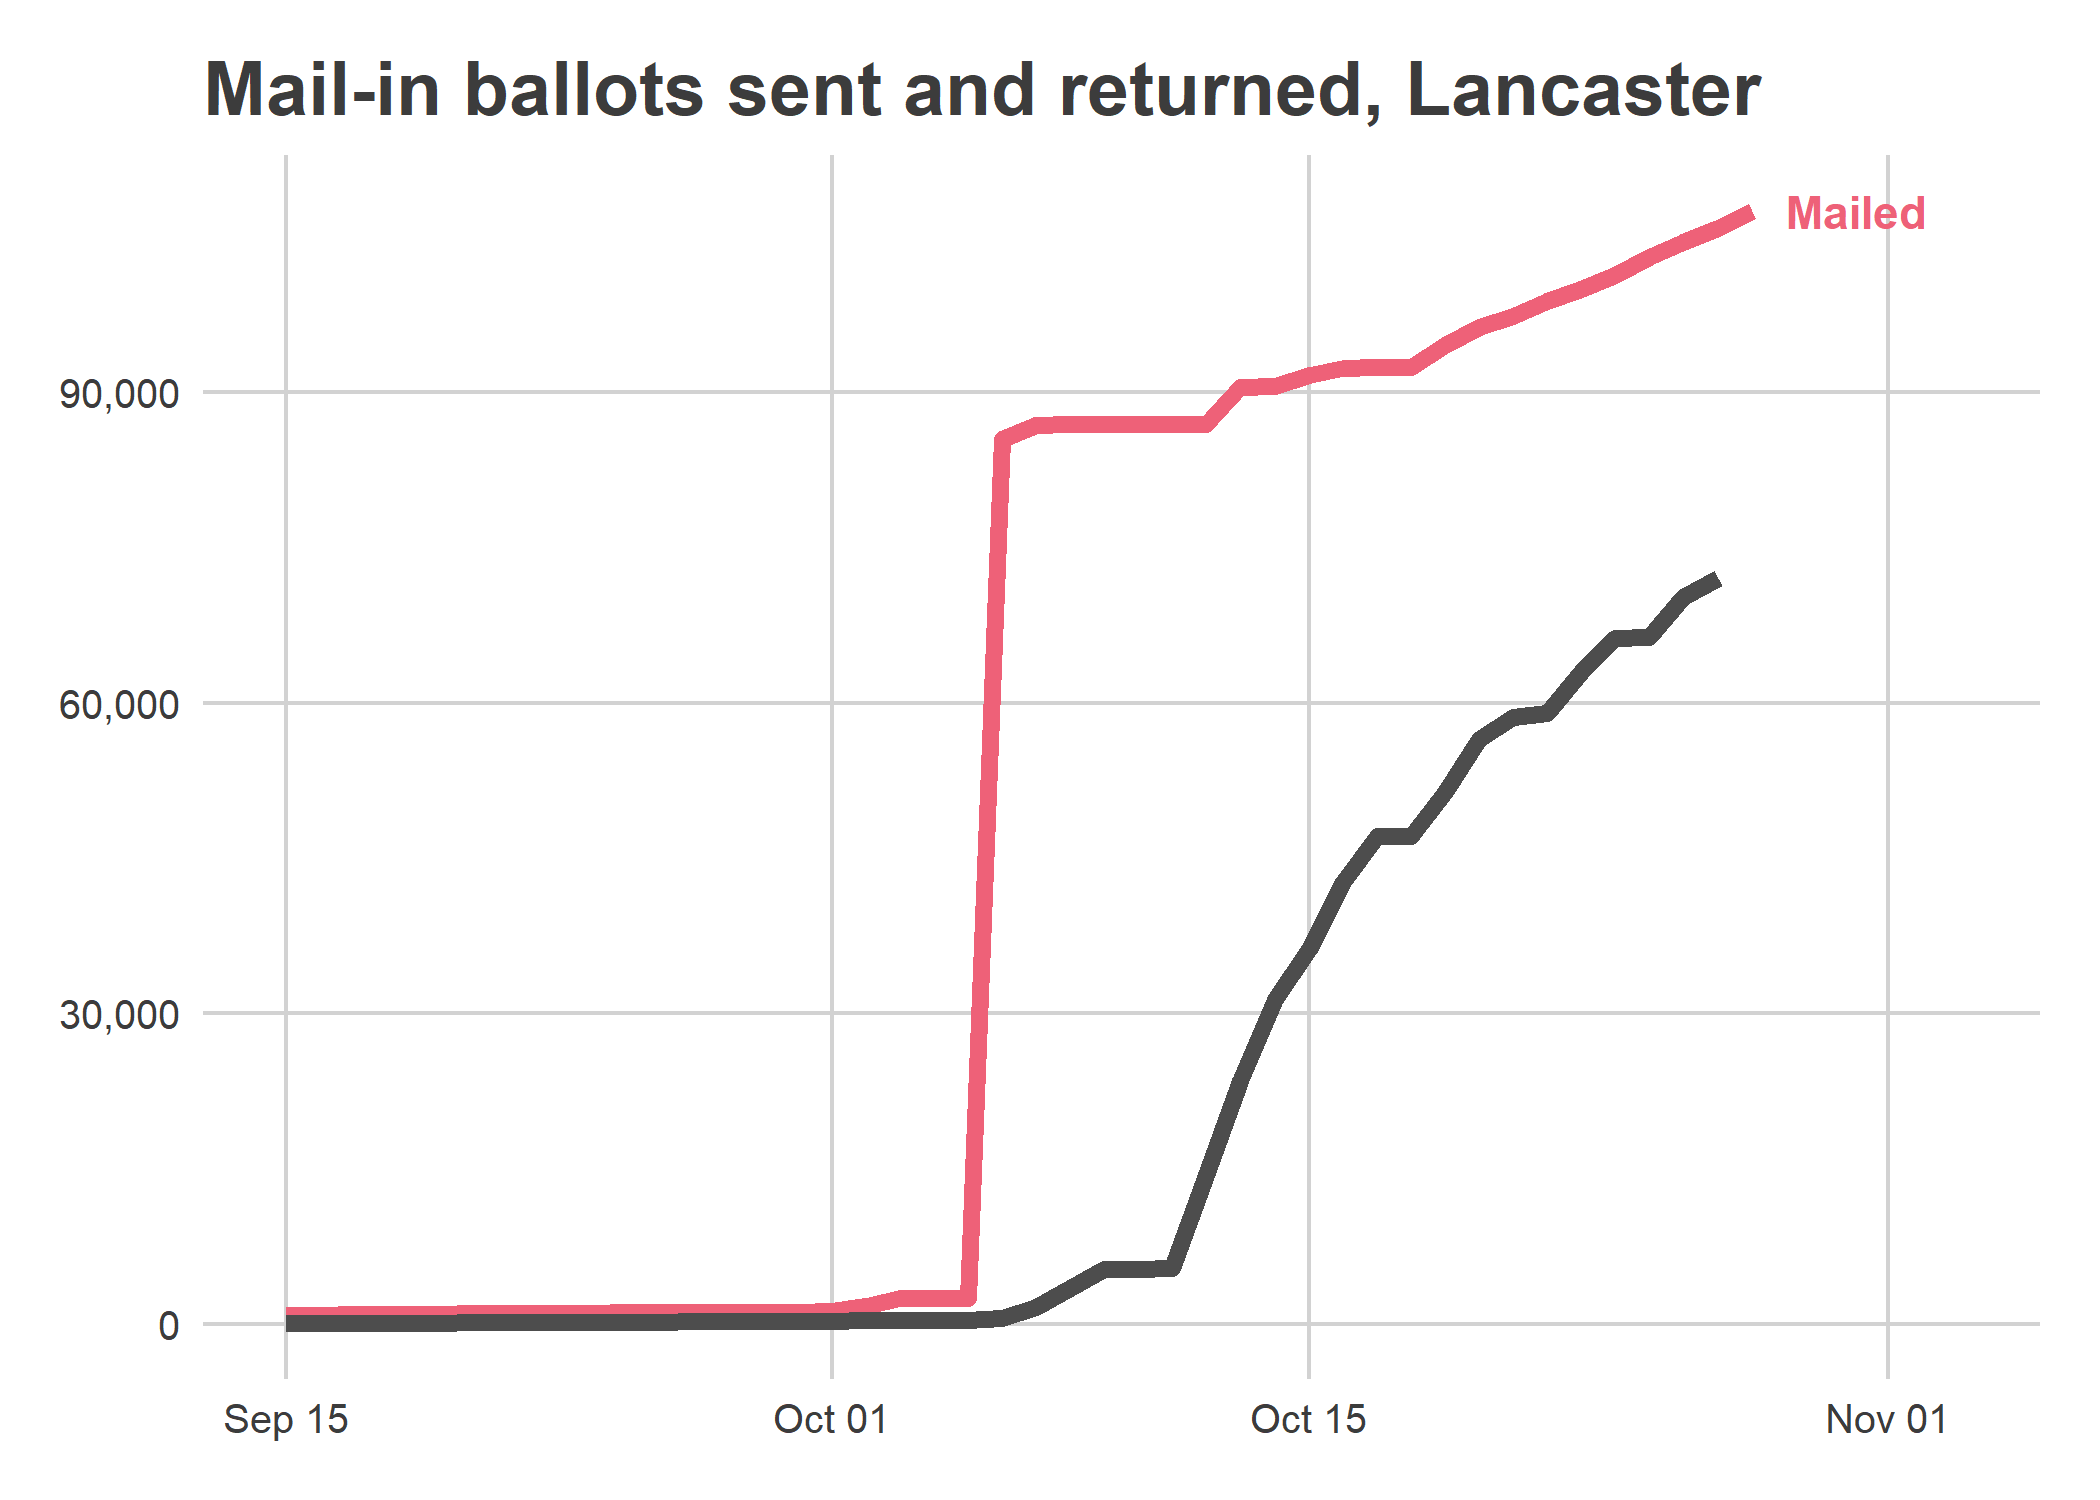 Mail-in ballots sent and returned, Lancaster
Mailed
90,000
60,000
30,000
0
Sep 15
Oct 01
Oct 15
Nov 01